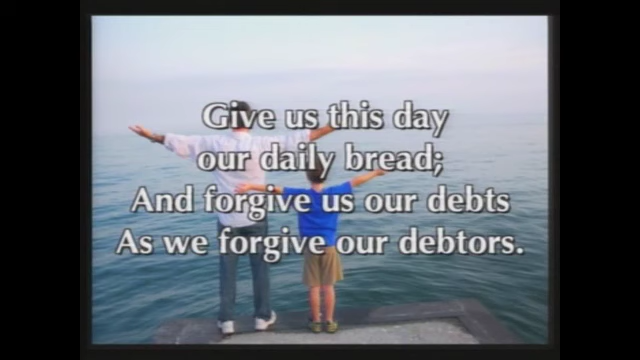 Give us this day
our daily bread;
And forgive us our debts
As we forgive our debtors.